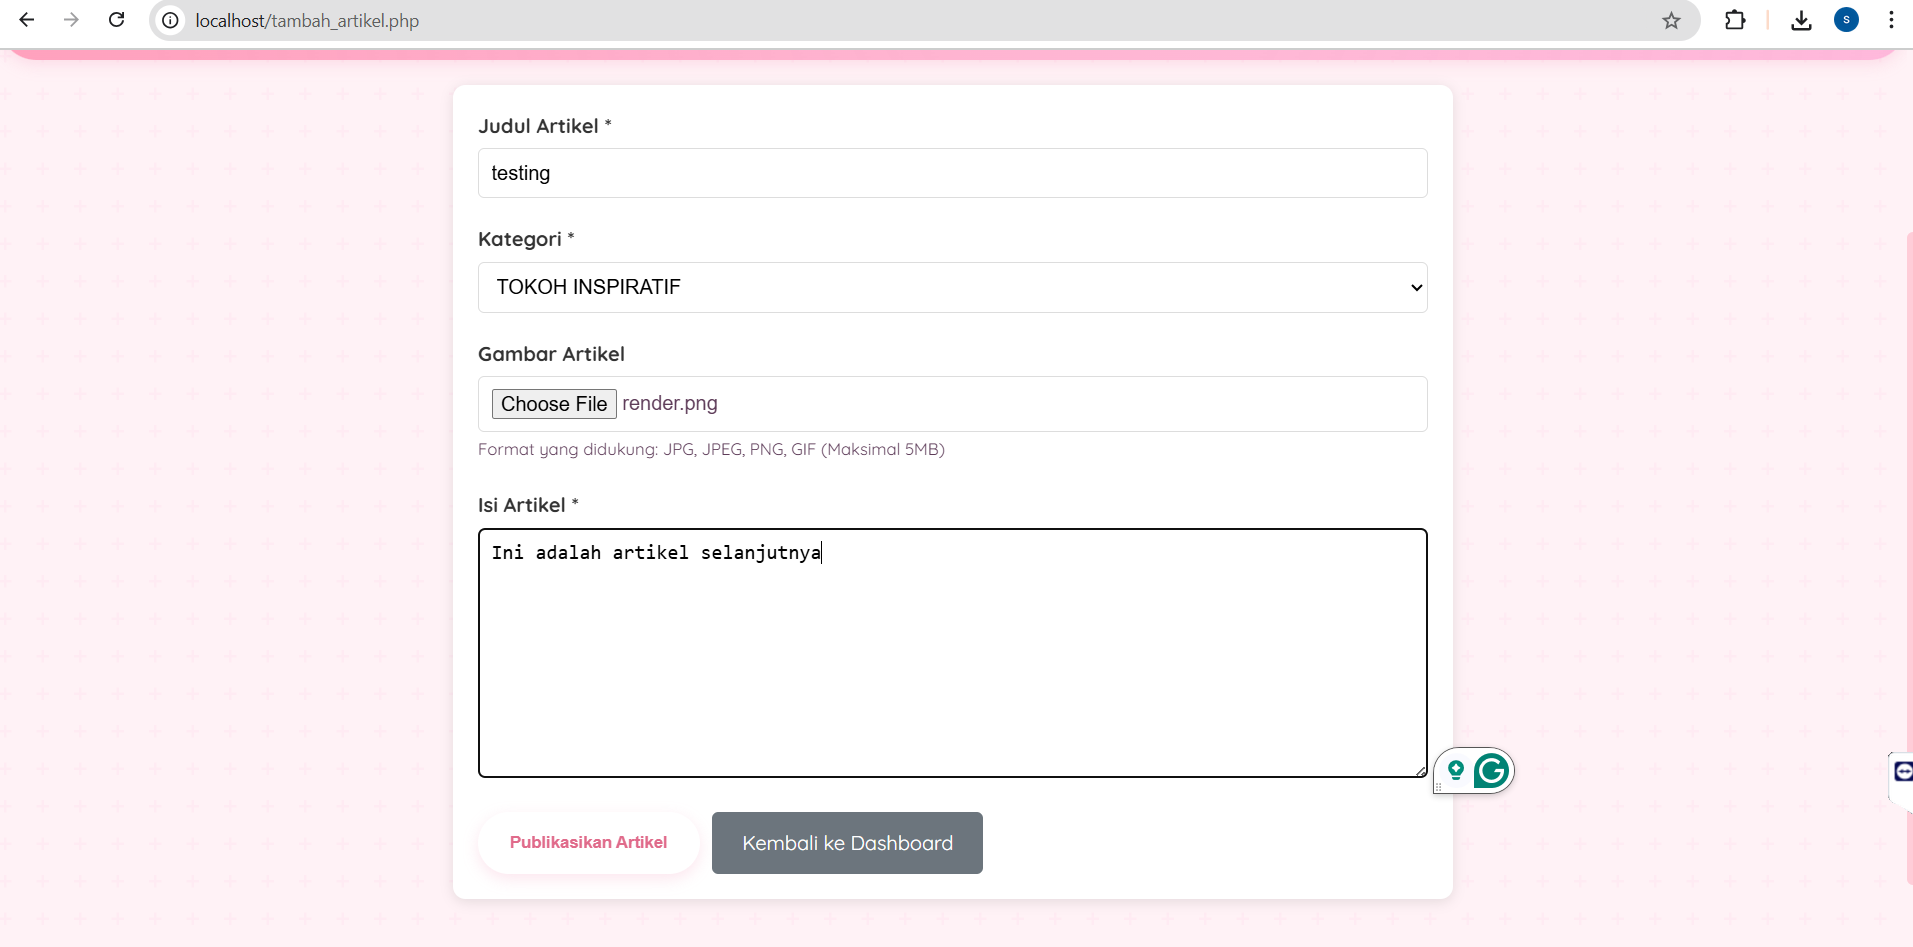 localhost/tambah_artikel.php
s
Judul Artikel *
testing
Kategori *
TOKOH INSPIRATIF
Gambar Artikel
Choose File render.png
Format yang didukung: JPG, JPEG, PNG, GIF (Maksimal 5MB)
Isi Artikel *
Ini adalah artikel selanjutnya
G
Publikasikan Artikel Kembali ke Dashboard